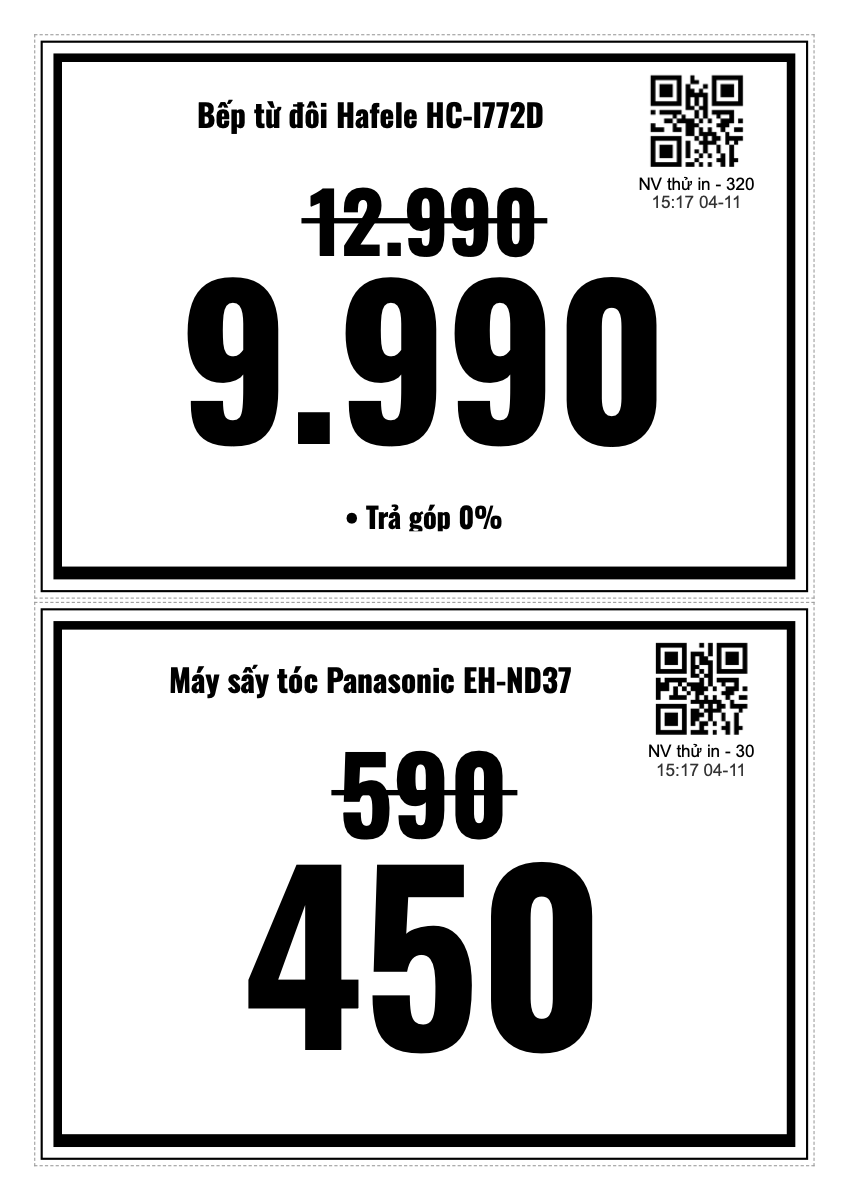 Bếp từ đôi Hafele HC-I772D
NV thử in - 320
15:17 04-11
12.990
9.990
• Trả góp 0%
Máy sấy tóc Panasonic EH-ND37
NV thử in - 30
15:17 04-11
590
450